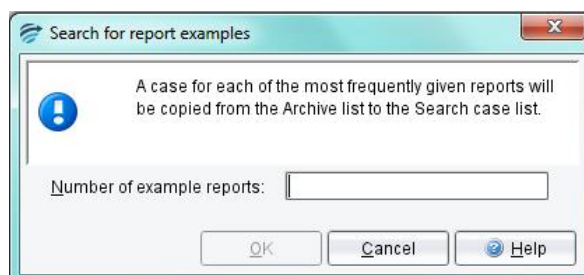 Search for report examples
A case for each of the most frequently given reports will
be copied from the Archive list to the Search case list.
Number of example reports:
OK
Cancel
Help